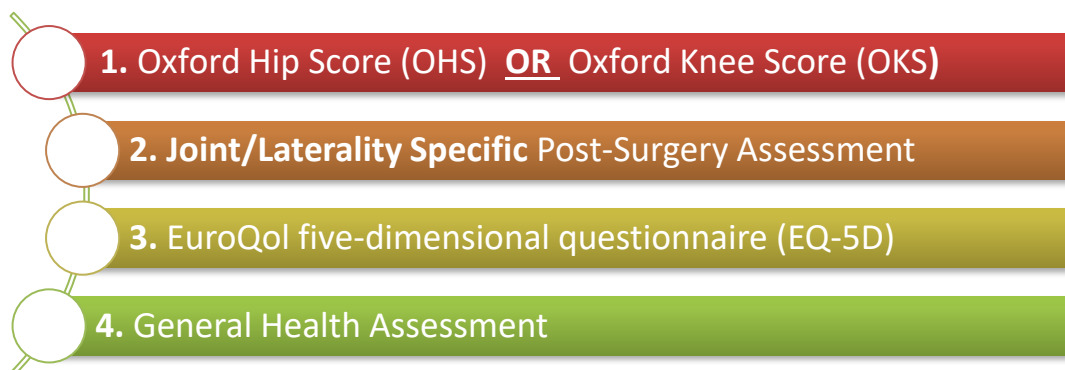 1. Oxford Hip Score (OHS) OR Oxford Knee Score (OKS)
2. Joint/Laterality Specific Post-Surgery Assessment
3. EuroQol five-dimensional questionnaire (EQ-5D)
4. General Health Assessment